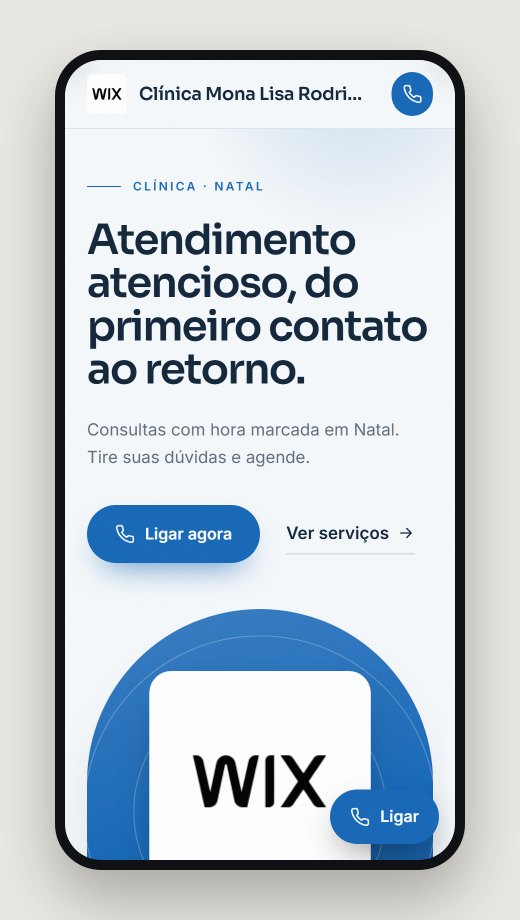 WIX
Clínica Mona Lisa Rodri...
CLÍNICA · NATAL
Atendimento
atencioso, do
primeiro contato
ao retorno.
Consultas com hora marcada em Natal.
Tire suas dúvidas e agende.
Ligar agora
Ver serviços →
WIX
Ligar